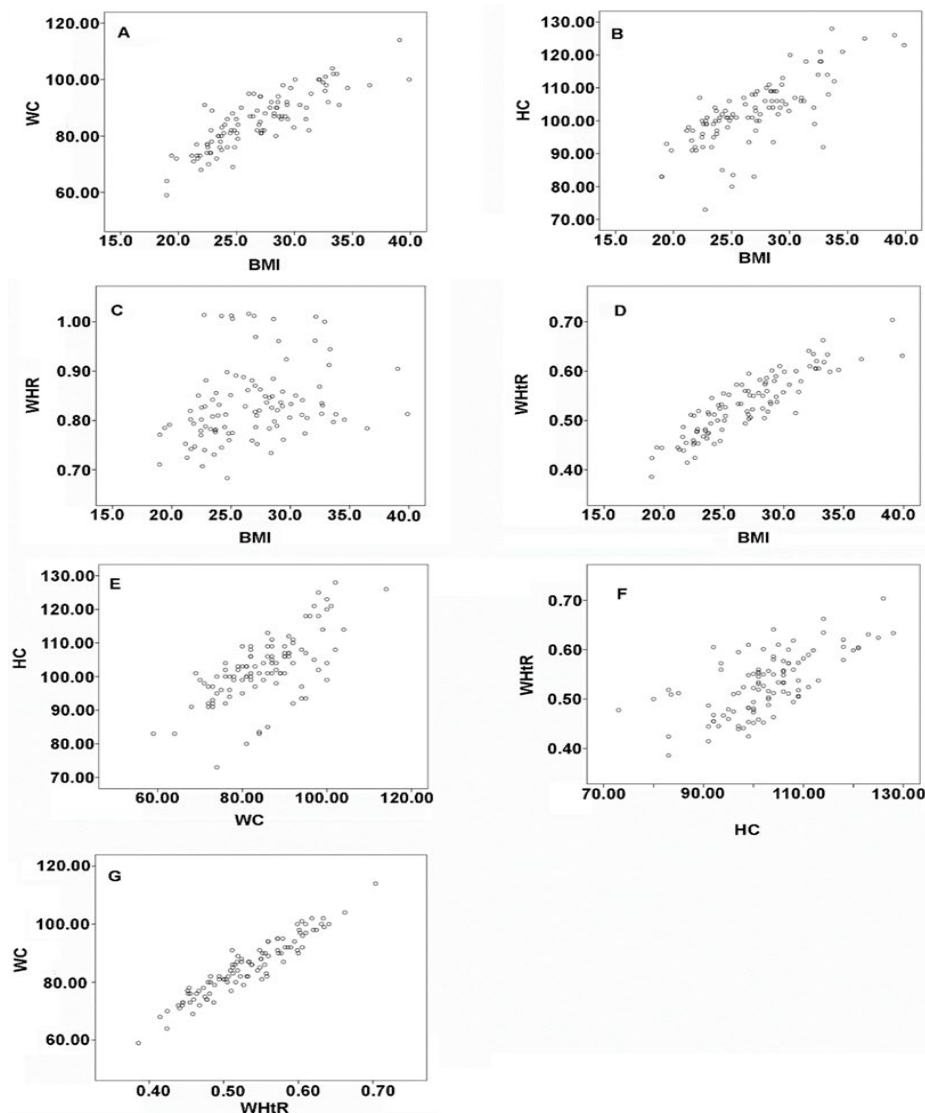 A
WC
120.00
100.00
80.00
60.00
15.0 20.0 25.0 30.0 35.0 40.0
BMI
B
HC
130.00
120.00
110.00
100.00
90.00
80.00
70.00
15.0 20.0 25.0 30.0 35.0 40.0
BMI
C
WHR
1.00
0.90
0.80
0.70
15.0 20.0 25.0 30.0 35.0 40.0
BMI
D
WHtR
0.70
0.60
0.50
0.40
15.0 20.0 25.0 30.0 35.0 40.0
BMI
E
HC
130.00
120.00
110.00
100.00
90.00
80.00
70.00
60.00 80.00 100.00 120.00
WC
F
WHtR
0.70
0.60
0.50
0.40
70.00 90.00 110.00 130.00
HC
G
WC
120.00
100.00
80.00
60.00
0.40 0.50 0.60 0.70
WHtR